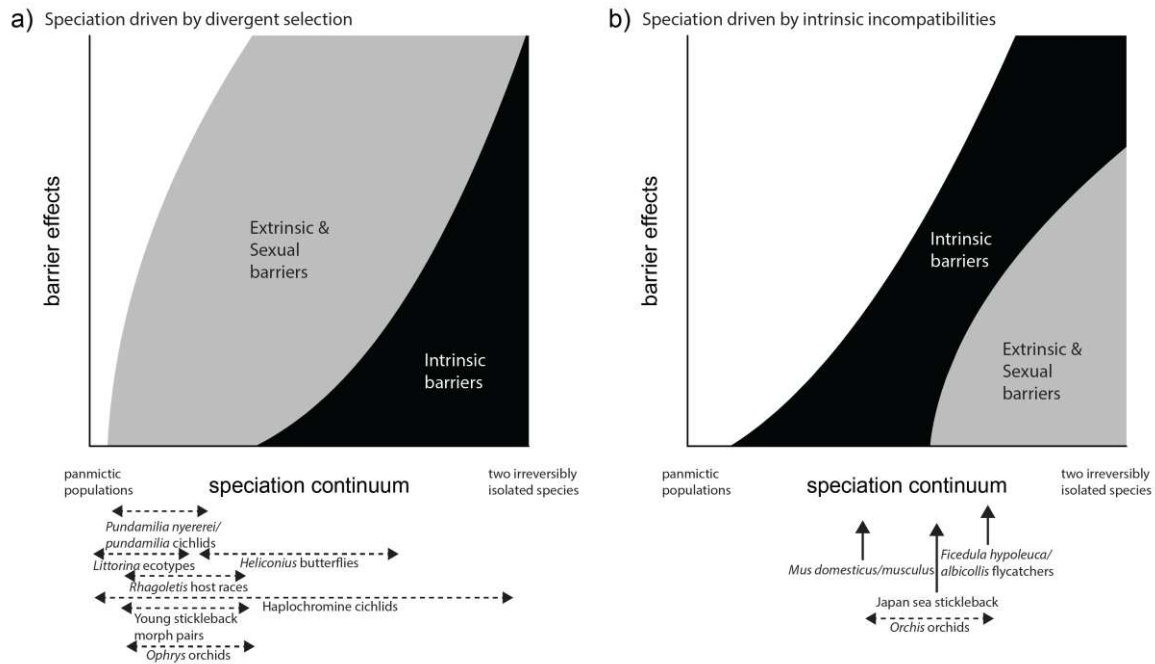 a) Speciation driven by divergent selection
barrier effects
Extrinsic &
Sexual
barriers
Intrinsic
barriers
panmictic
populations
speciation continuum
two irreversibly
isolated species
Pundamilia nyererei/
pundamilia cichlids
Littorina ecotypes
Heliconius butterflies
Rhagoletis host races
Haplochromine cichlids
Young stickleback
morph pairs
Ophrys orchids
b) Speciation driven by intrinsic incompatibilities
barrier effects
Intrinsic
barriers
Extrinsic &
Sexual
barriers
panmictic
populations
speciation continuum
two irreversibly
isolated species
Mus domesticus/musculus
Ficedula hypoleuca/
albicollis flycatchers
Japan sea stickleback
Orchis orchids